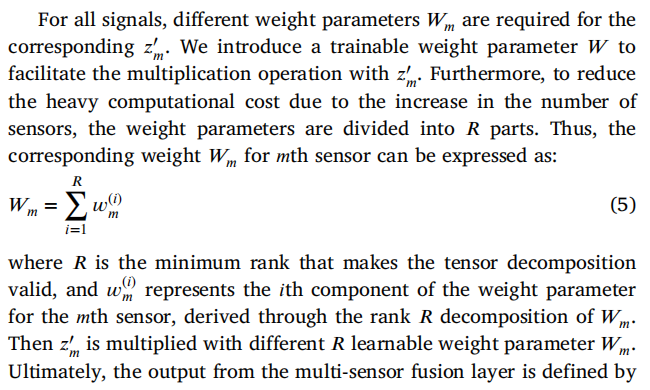 For all signals, different weight parameters $W_m$ are required for the
corresponding $z'_m$. We introduce a trainable weight parameter $W$ to
facilitate the multiplication operation with $z'_m$. Furthermore, to reduce
the heavy computational cost due to the increase in the number of
sensors, the weight parameters are divided into $R$ parts. Thus, the
corresponding weight $W_m$ for $m$th sensor can be expressed as:
$W_m = \sum_{i=1}^{R} w_m^{(i)}$ (5)
where $R$ is the minimum rank that makes the tensor decomposition
valid, and $w_m^{(i)}$ represents the $i$th component of the weight parameter
for the $m$th sensor, derived through the rank $R$ decomposition of $W_m$.
Then $z'_m$ is multiplied with different $R$ learnable weight parameter $W_m$.
Ultimately, the output from the multi-sensor fusion layer is defined by